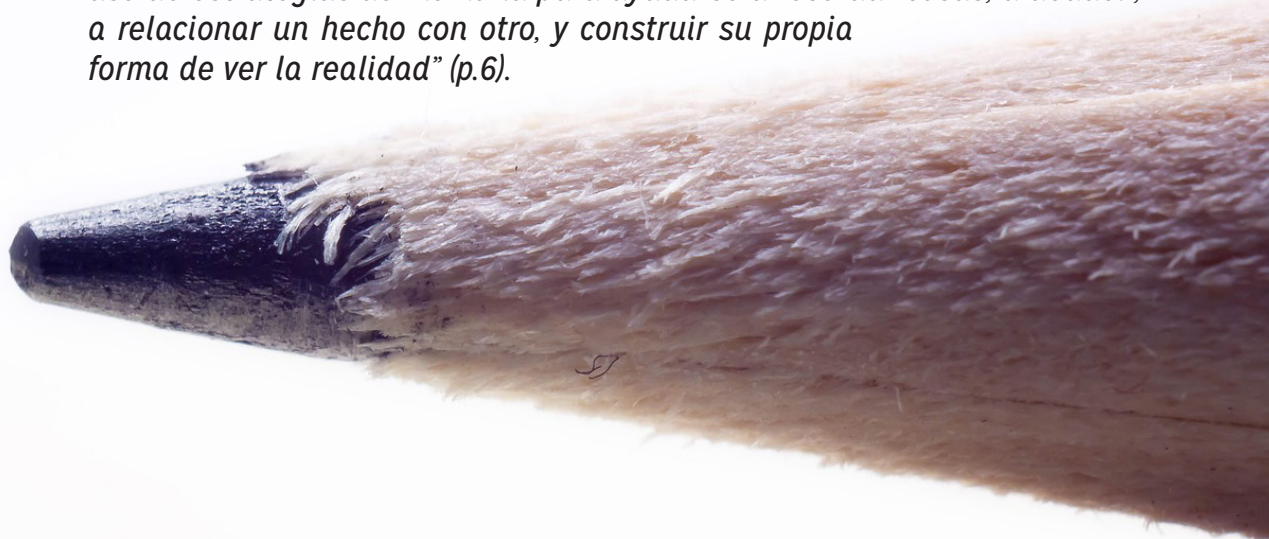 a relacionar un hecho con otro, y construir su propia
forma de ver la realidad” (p.6).